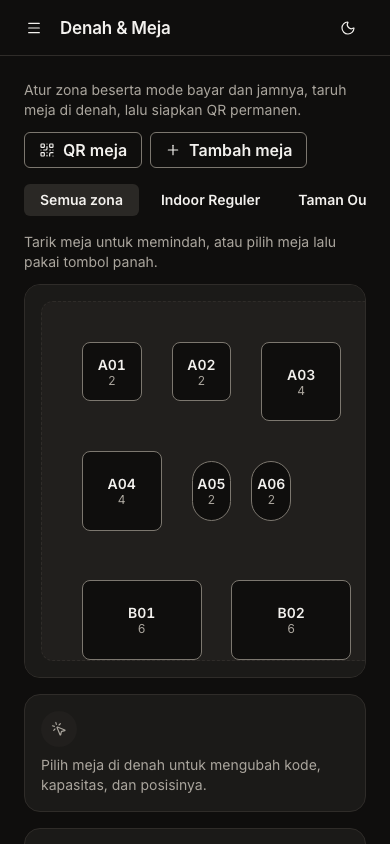 Denah & Meja
Atur zona beserta mode bayar dan jamnya, taruh
meja di denah, lalu siapkan QR permanen.
QR meja
Tambah meja
Semua zona
Indoor Reguler
Taman Ou
Tarik meja untuk memindah, atau pilih meja lalu
pakai tombol panah.
A01
2
A02
2
A03
4
A04
4
A05
2
A06
2
B01
6
B02
6
Pilih meja di denah untuk mengubah kode,
kapasitas, dan posisinya.